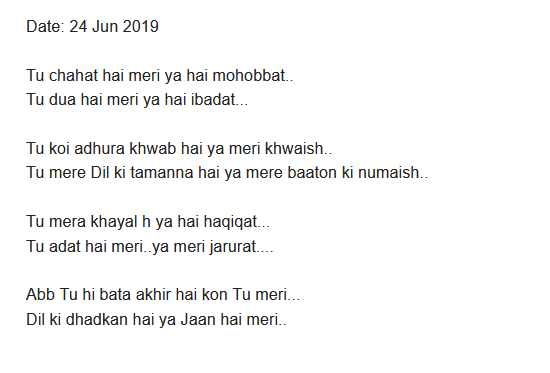 Date: 24 Jun 2019
Tu chahat hai meri ya hai mohobbat..
Tu dua hai meri ya hai ibadat...
Tu koi adhura khwab hai ya meri khwaish..
Tu mere Dil ki tamanna hai ya mere baaton ki numaish..
Tu mera khayal h ya hai haqiqat...
Tu adat hai meri..ya meri jarurat....
Abb Tu hi bata akhir hai kon Tu meri...
Dil ki dhadkan hai ya Jaan hai meri..